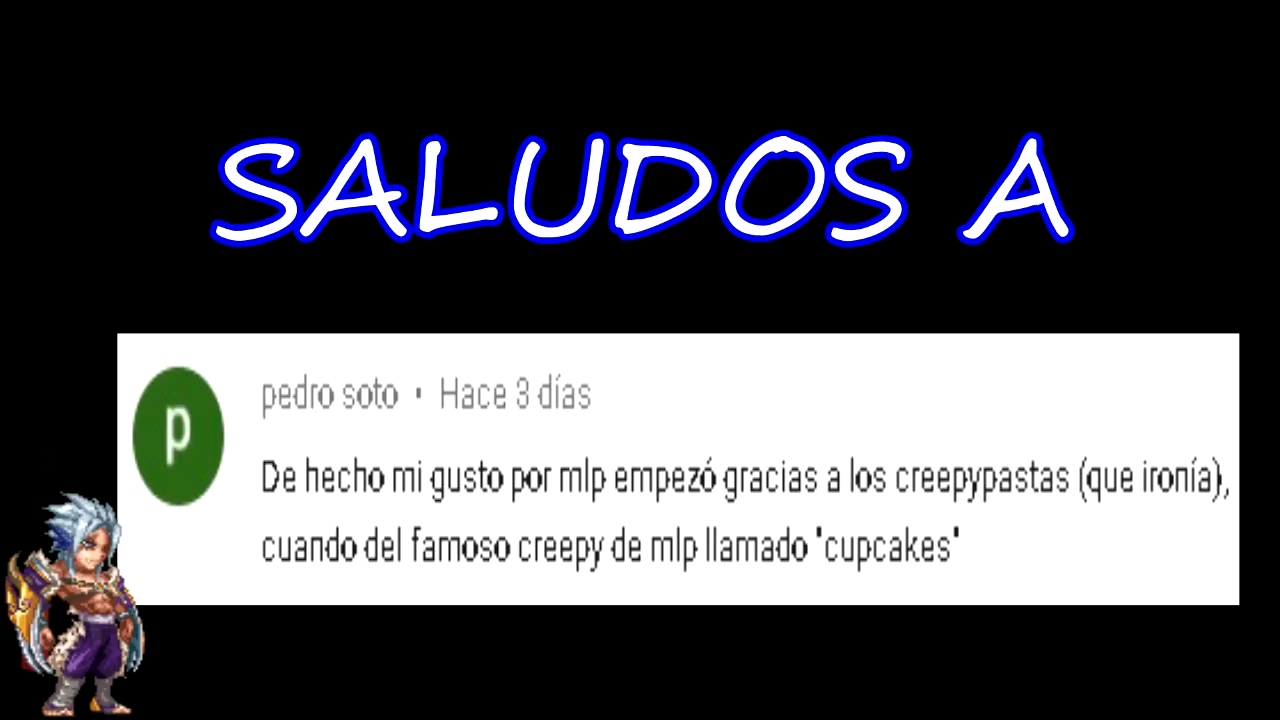 SALUDOS A
p
pedro soto • Hace 3 días
De hecho mi gusto por mlp empezó gracias a los creepypastas (que ironía),
cuando del famoso creepy de mlp llamado "cupcakes"